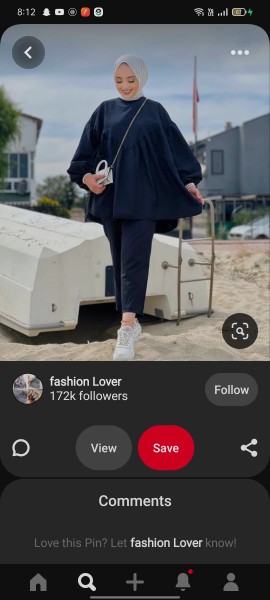 8:12
fashion Lover
172k followers
Follow
View
Save
Comments
Love this Pin? Let fashion Lover know!